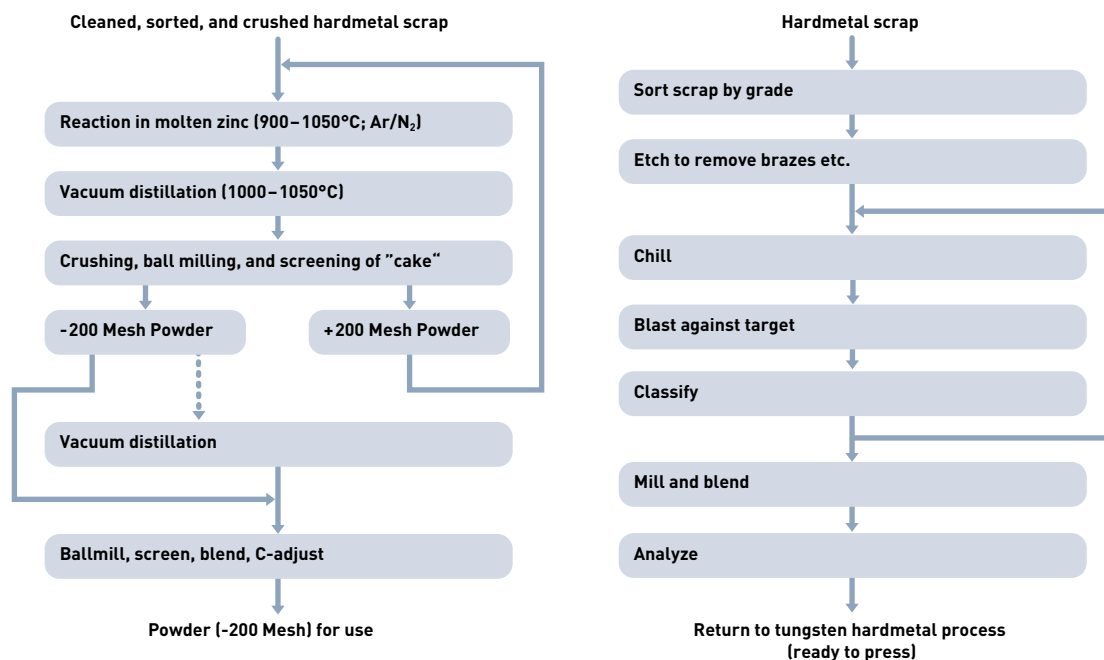 Cleaned, sorted, and crushed hardmetal scrap
Reaction in molten zinc (900–1050°C; Ar/N₂)
Vacuum distillation (1000–1050°C)
Crushing, ball milling, and screening of ”cake“
-200 Mesh Powder
+200 Mesh Powder
Vacuum distillation
Ballmill, screen, blend, C-adjust
Powder (-200 Mesh) for use
Hardmetal scrap
Sort scrap by grade
Etch to remove brazes etc.
Chill
Blast against target
Classify
Mill and blend
Analyze
Return to tungsten hardmetal process
(ready to press)